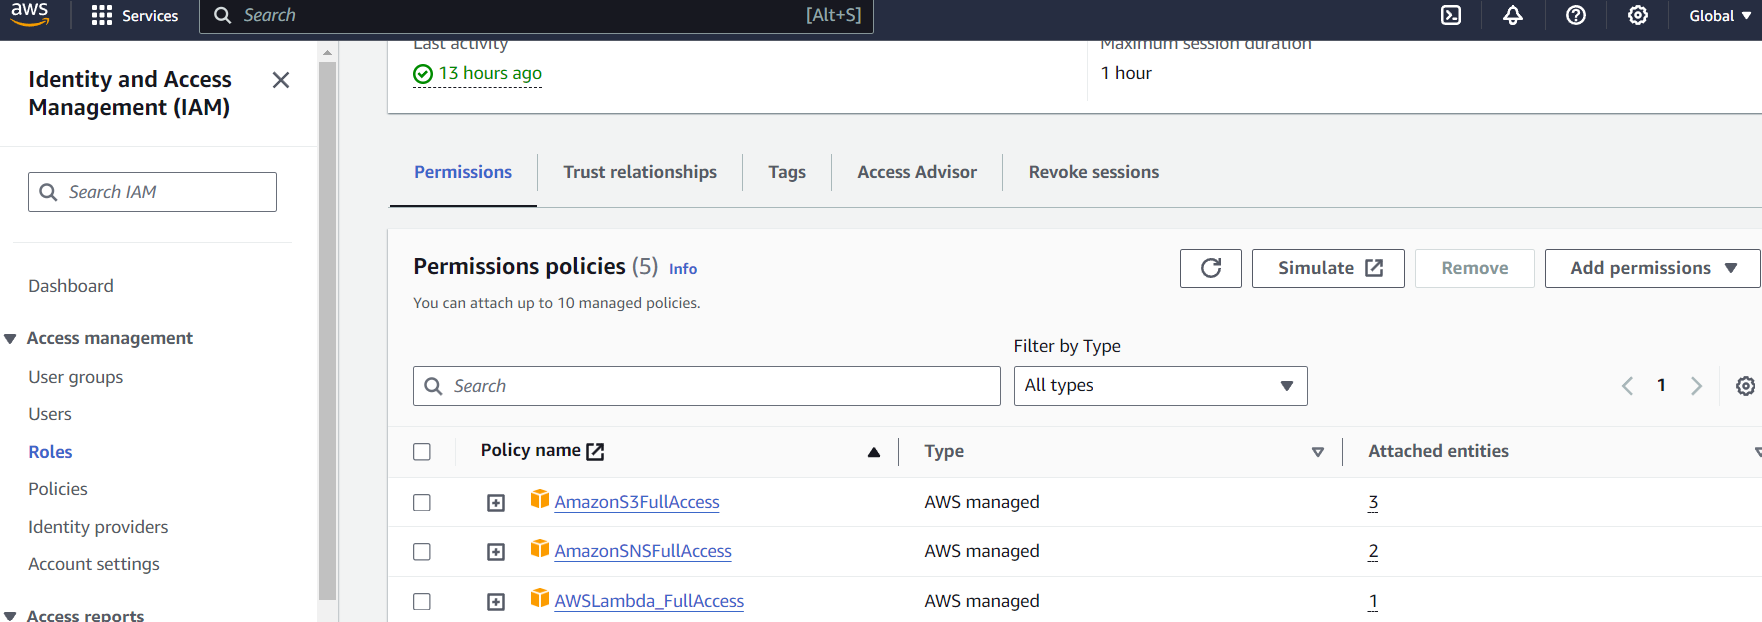 aws
Services
Search
[Alt+S]
Global
Identity and Access
Management (IAM)
Search IAM
Dashboard
Access management
User groups
Users
Roles
Policies
Identity providers
Account settings
Access reports
Last activity
13 hours ago
Maximum session duration
1 hour
Permissions
Trust relationships
Tags
Access Advisor
Revoke sessions
Permissions policies (5) Info
You can attach up to 10 managed policies.
Simulate
Remove
Add permissions
Filter by Type
Search
All types
1
Policy name
Type
Attached entities
AmazonS3FullAccess
AWS managed
3
AmazonSNSFullAccess
AWS managed
2
AWSLambda_FullAccess
AWS managed
1